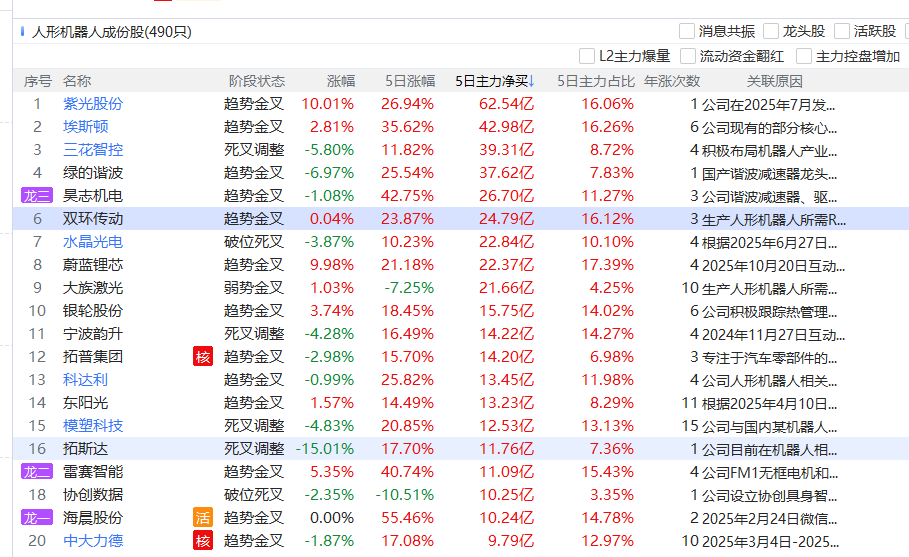 人形机器人成份股(490只)
消息共振 龙头股 活跃股
L2主力爆量 流动资金翻红 主力控盘增加
序号 名称 阶段状态 涨幅 5日涨幅 5日主力净买↓ 5日主力占比 年涨次数 关联原因
1 紫光股份 趋势金叉 10.01% 26.94% 62.54亿 16.06% 1 公司在2025年7月发...
2 埃斯顿 趋势金叉 2.81% 35.62% 42.98亿 16.26% 6 公司现有的部分核心...
3 三花智控 死叉调整 -5.80% 11.82% 39.31亿 8.72% 4 积极布局机器人产业...
4 绿的谐波 趋势金叉 -6.97% 25.54% 37.62亿 7.83% 1 国产谐波减速器龙头...
龙三 昊志机电 趋势金叉 -1.08% 42.75% 26.70亿 11.27% 3 公司谐波减速器、驱...
6 双环传动 趋势金叉 0.04% 23.87% 24.79亿 16.12% 3 生产人形机器人所需R...
7 水晶光电 破位死叉 -3.87% 10.23% 22.84亿 10.10% 4 根据2025年6月27日...
8 蔚蓝锂芯 趋势金叉 9.98% 21.18% 22.37亿 17.39% 4 2025年10月20日互动...
9 大族激光 弱势金叉 1.03% -7.25% 21.66亿 4.25% 10 生产人形机器人所需...
10 银轮股份 趋势金叉 3.74% 18.45% 15.75亿 14.02% 6 公司积极跟踪热管理...
11 宁波韵升 死叉调整 -4.28% 16.49% 14.22亿 14.27% 4 2024年11月27日互动...
12 拓普集团 核 趋势金叉 -2.98% 15.70% 14.20亿 6.98% 3 专注于汽车零部件的...
13 科达利 趋势金叉 -0.99% 25.82% 13.45亿 11.98% 4 公司人形机器人相关...
14 东阳光 趋势金叉 1.57% 14.49% 13.23亿 8.29% 11 根据2025年4月10日...
15 模塑科技 死叉调整 -4.83% 20.85% 12.53亿 13.13% 15 公司与国内某机器人...
16 拓斯达 死叉调整 -15.01% 17.70% 11.76亿 7.36% 1 公司目前在机器人相...
龙二 雷赛智能 趋势金叉 5.35% 40.74% 11.09亿 15.43% 4 公司FM1无框电机和...
18 协创数据 破位死叉 -2.35% -10.51% 10.25亿 3.35% 1 公司设立协创具身智...
龙一 海晨股份 活 趋势金叉 0.00% 55.46% 10.24亿 14.78% 2 2025年2月24日微信...
20 中大力德 核 趋势金叉 -1.87% 17.08% 9.79亿 12.97% 10 2025年3月4日-2025...